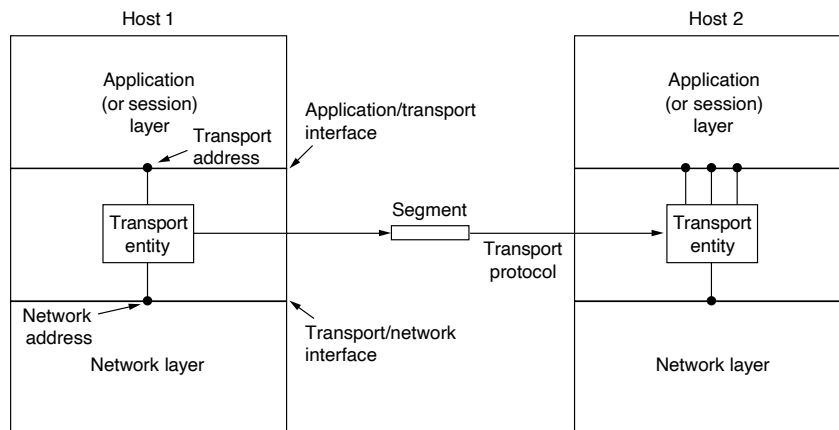 Host 1
Host 2
Application
(or session)
layer
Transport
address
Application/transport
interface
Application
(or session)
layer
Transport
entity
Segment
Transport
protocol
Transport
entity
Network
address
Transport/network
interface
Network layer
Network layer